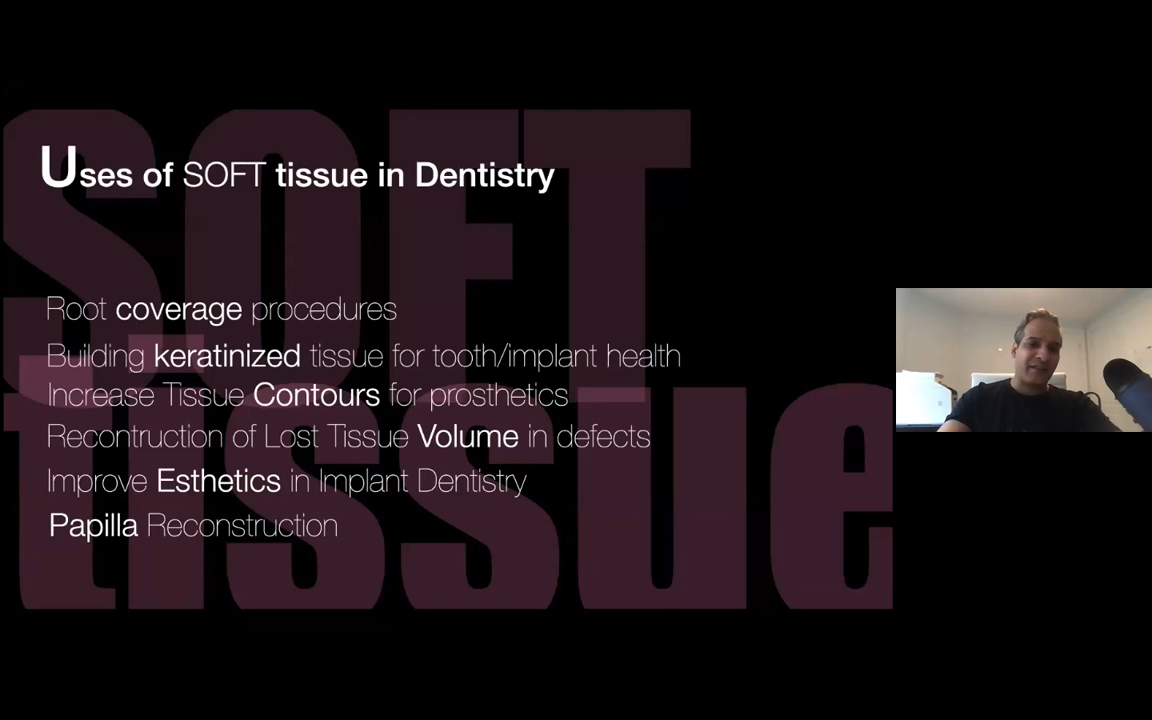 SOFT
tissue
Uses of SOFT tissue in Dentistry
Root coverage procedures
Building keratinized tissue for tooth/implant health
Increase Tissue Contours for prosthetics
Recontruction of Lost Tissue Volume in defects
Improve Esthetics in Implant Dentistry
Papilla Reconstruction